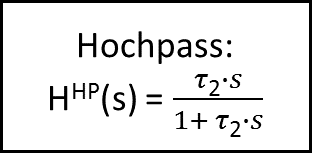 Hochpass:
H^HP(s) = τ₂·s / (1 + τ₂·s)